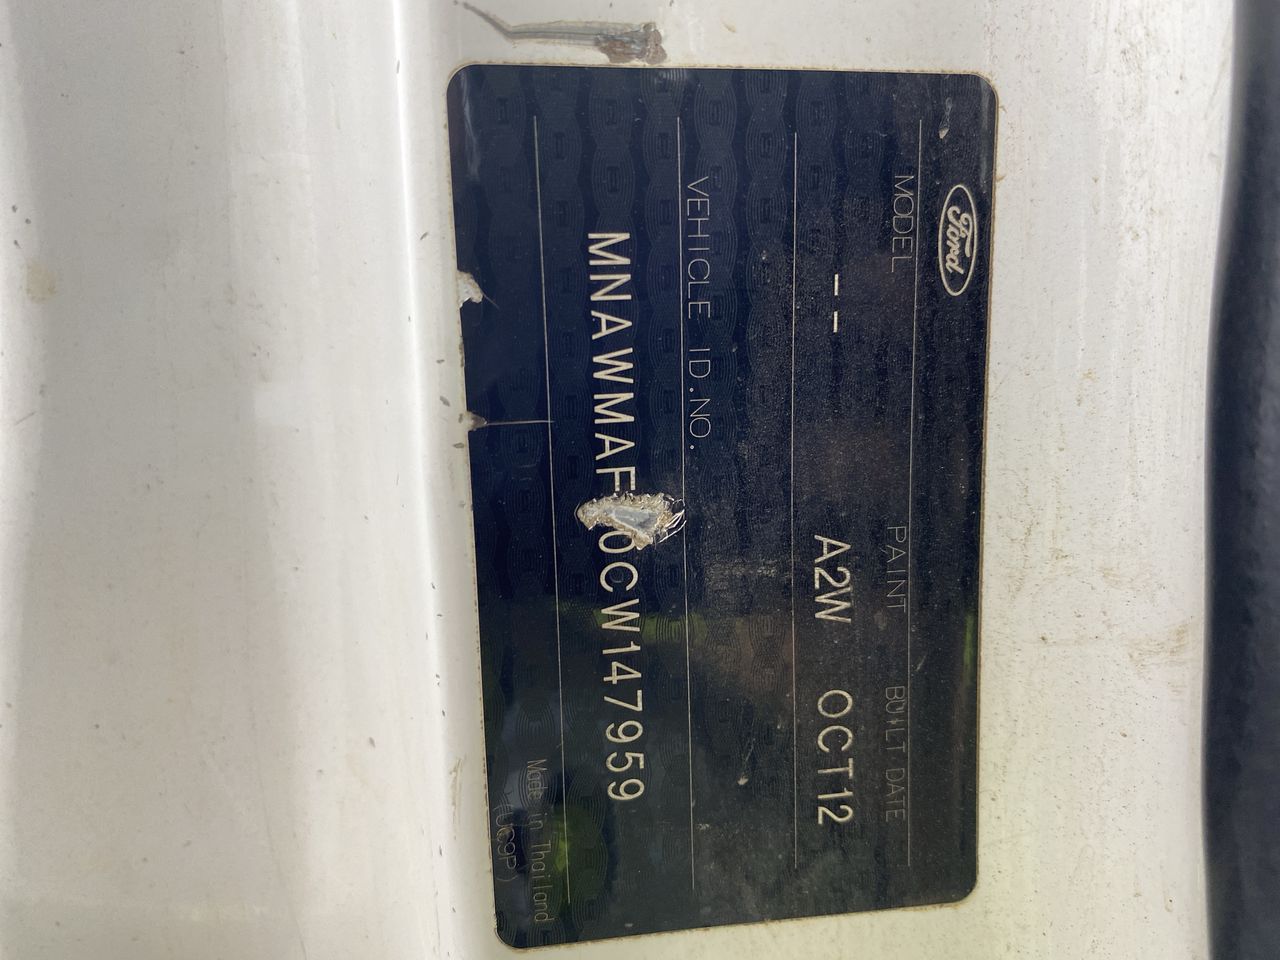 Ford
MODEL PAINT BUILT DATE
-- A2W OCT12
VEHICLE ID.NO.
MNAWMAF 0CW147959
Made in Thailand